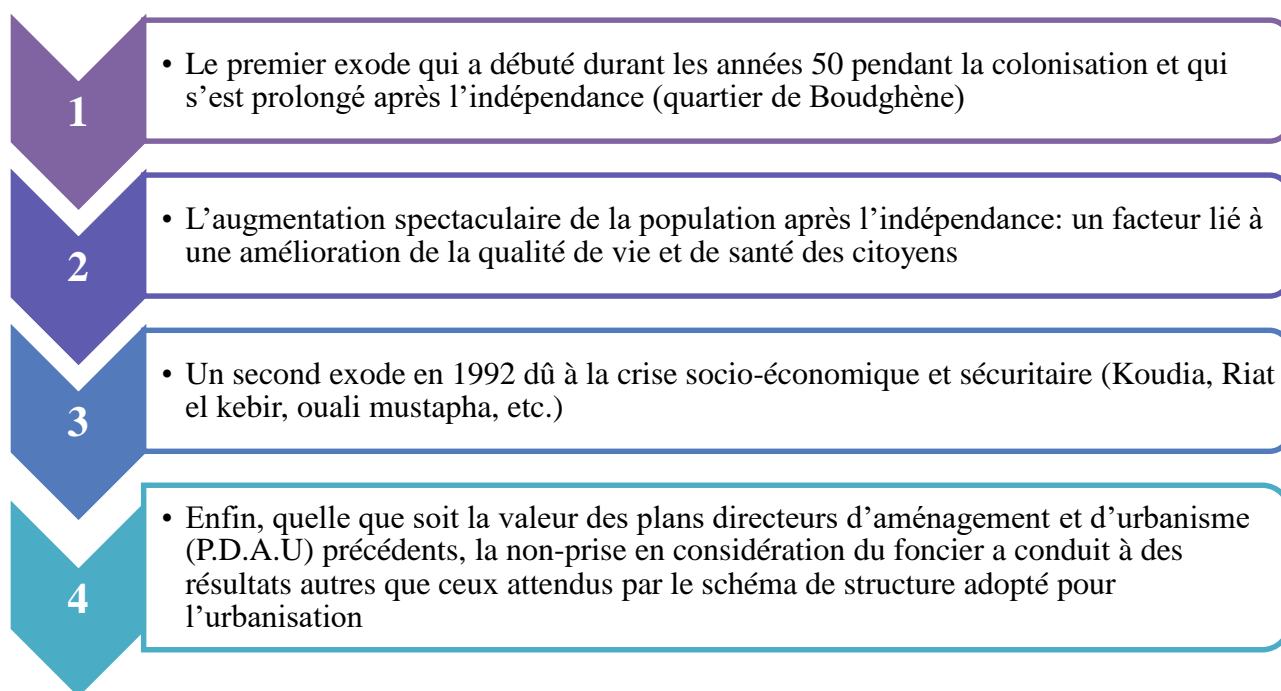 1
• Le premier exode qui a débuté durant les années 50 pendant la colonisation et qui
s’est prolongé après l’indépendance (quartier de Boudghène)
2
• L’augmentation spectaculaire de la population après l’indépendance: un facteur lié à
une amélioration de la qualité de vie et de santé des citoyens
3
• Un second exode en 1992 dû à la crise socio-économique et sécuritaire (Koudia, Riat
el kebir, ouali mustapha, etc.)
4
• Enfin, quelle que soit la valeur des plans directeurs d’aménagement et d’urbanisme
(P.D.A.U) précédents, la non-prise en considération du foncier a conduit à des
résultats autres que ceux attendus par le schéma de structure adopté pour
l’urbanisation